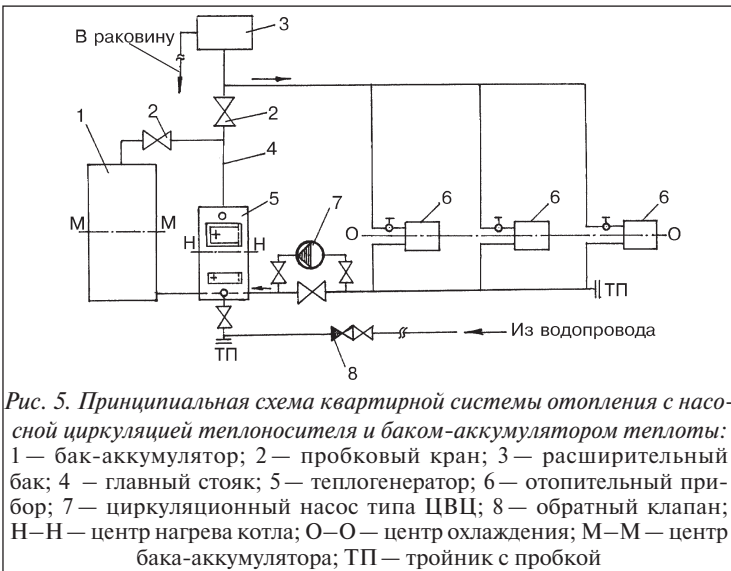 В раковину
3
1
2
2
4
5
7
6
6
6
М
М
Н
Н
О
О
ТП
ТП
Из водопровода
8
Рис. 5. Принципиальная схема квартирной системы отопления с насо-
сной циркуляцией теплоносителя и баком-аккумулятором теплоты:
1 — бак-аккумулятор; 2 — пробковый кран; 3 — расширительный
бак; 4 – главный стояк; 5 — теплогенератор; 6 — отопительный при-
бор; 7 — циркуляционный насос типа ЦВЦ; 8 — обратный клапан;
Н–Н — центр нагрева котла; О–О — центр охлаждения; М–М — центр
бака-аккумулятора; ТП — тройник с пробкой